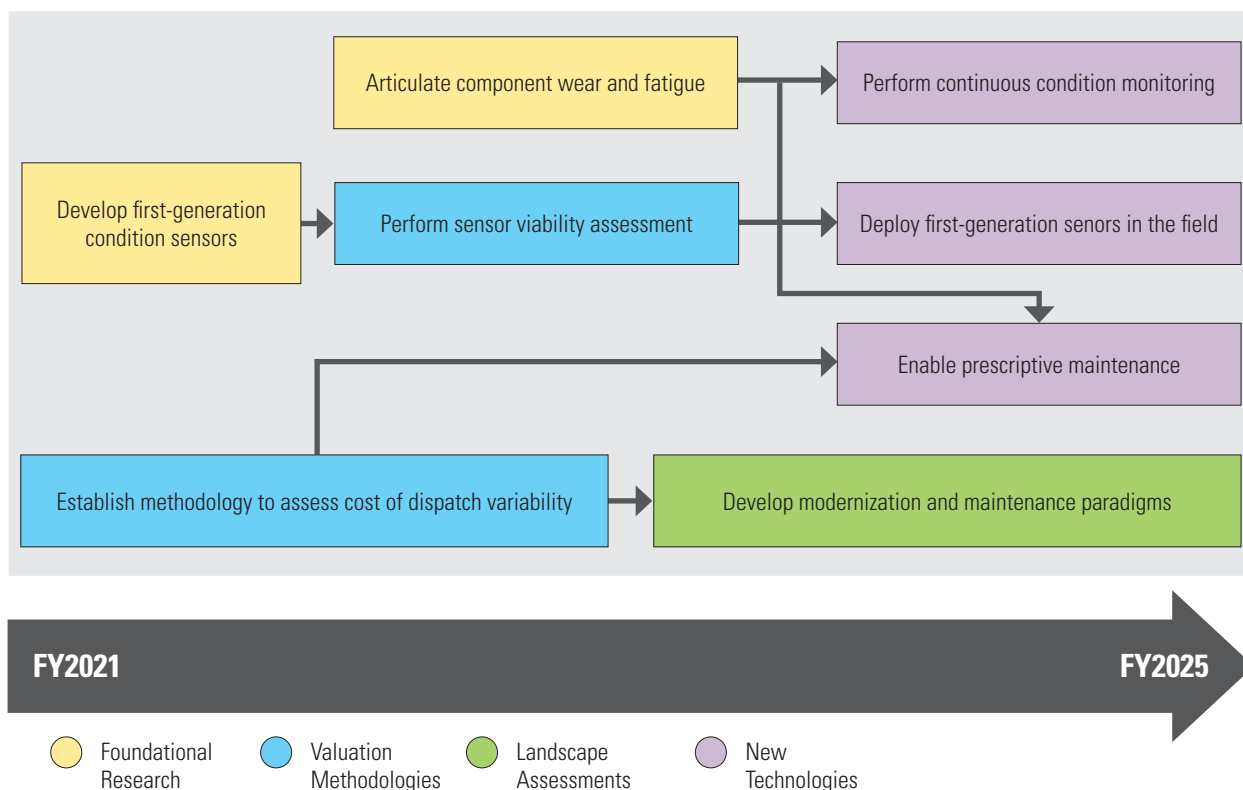 Articulate component wear and fatigue
Perform continuous condition monitoring
Develop first-generation
condition sensors
Perform sensor viability assessment
Deploy first-generation senors in the field
Enable prescriptive maintenance
Establish methodology to assess cost of dispatch variability
Develop modernization and maintenance paradigms
FY2021
FY2025
Foundational
Research
Valuation
Methodologies
Landscape
Assessments
New
Technologies